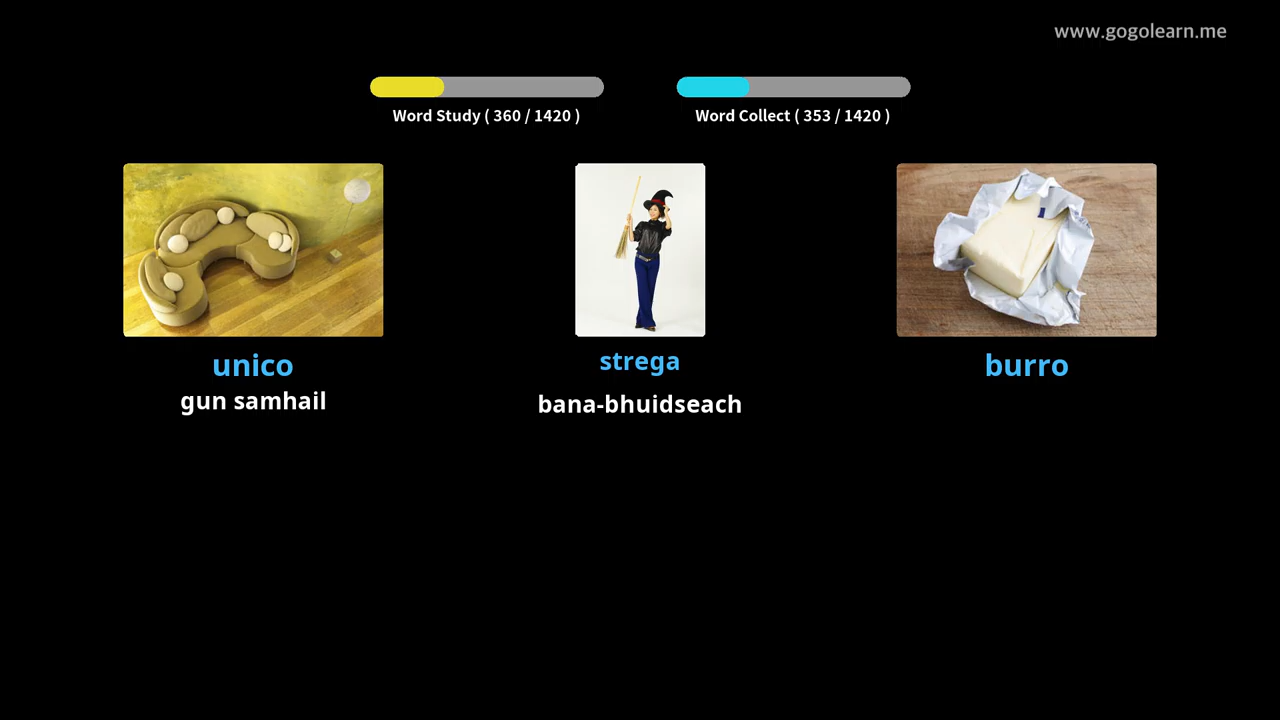 www.gogolearn.me
Word Study ( 360 / 1420 )
Word Collect ( 353 / 1420 )
unico
gun samhail
strega
bana-bhuidseach
burro